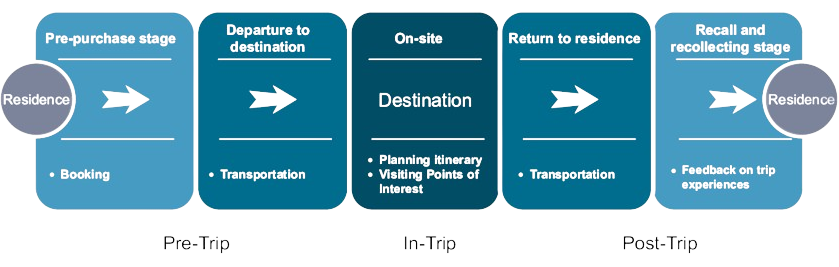 Pre-purchase stage
Departure to
destination
On-site
Return to residence
Recall and
recollecting stage
Residence
Destination
Residence
• Booking
• Transportation
• Planning Itinerary
• Visiting Points of
Interest
• Transportation
• Feedback on trip
experiences
Pre-Trip
In-Trip
Post-Trip